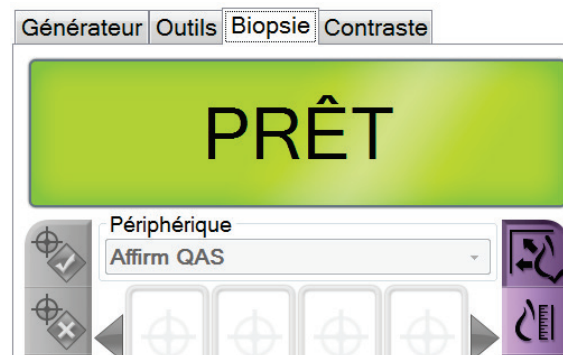 Générateur Outils Biopsie Contraste
PRÊT
Périphérique
Affirm QAS